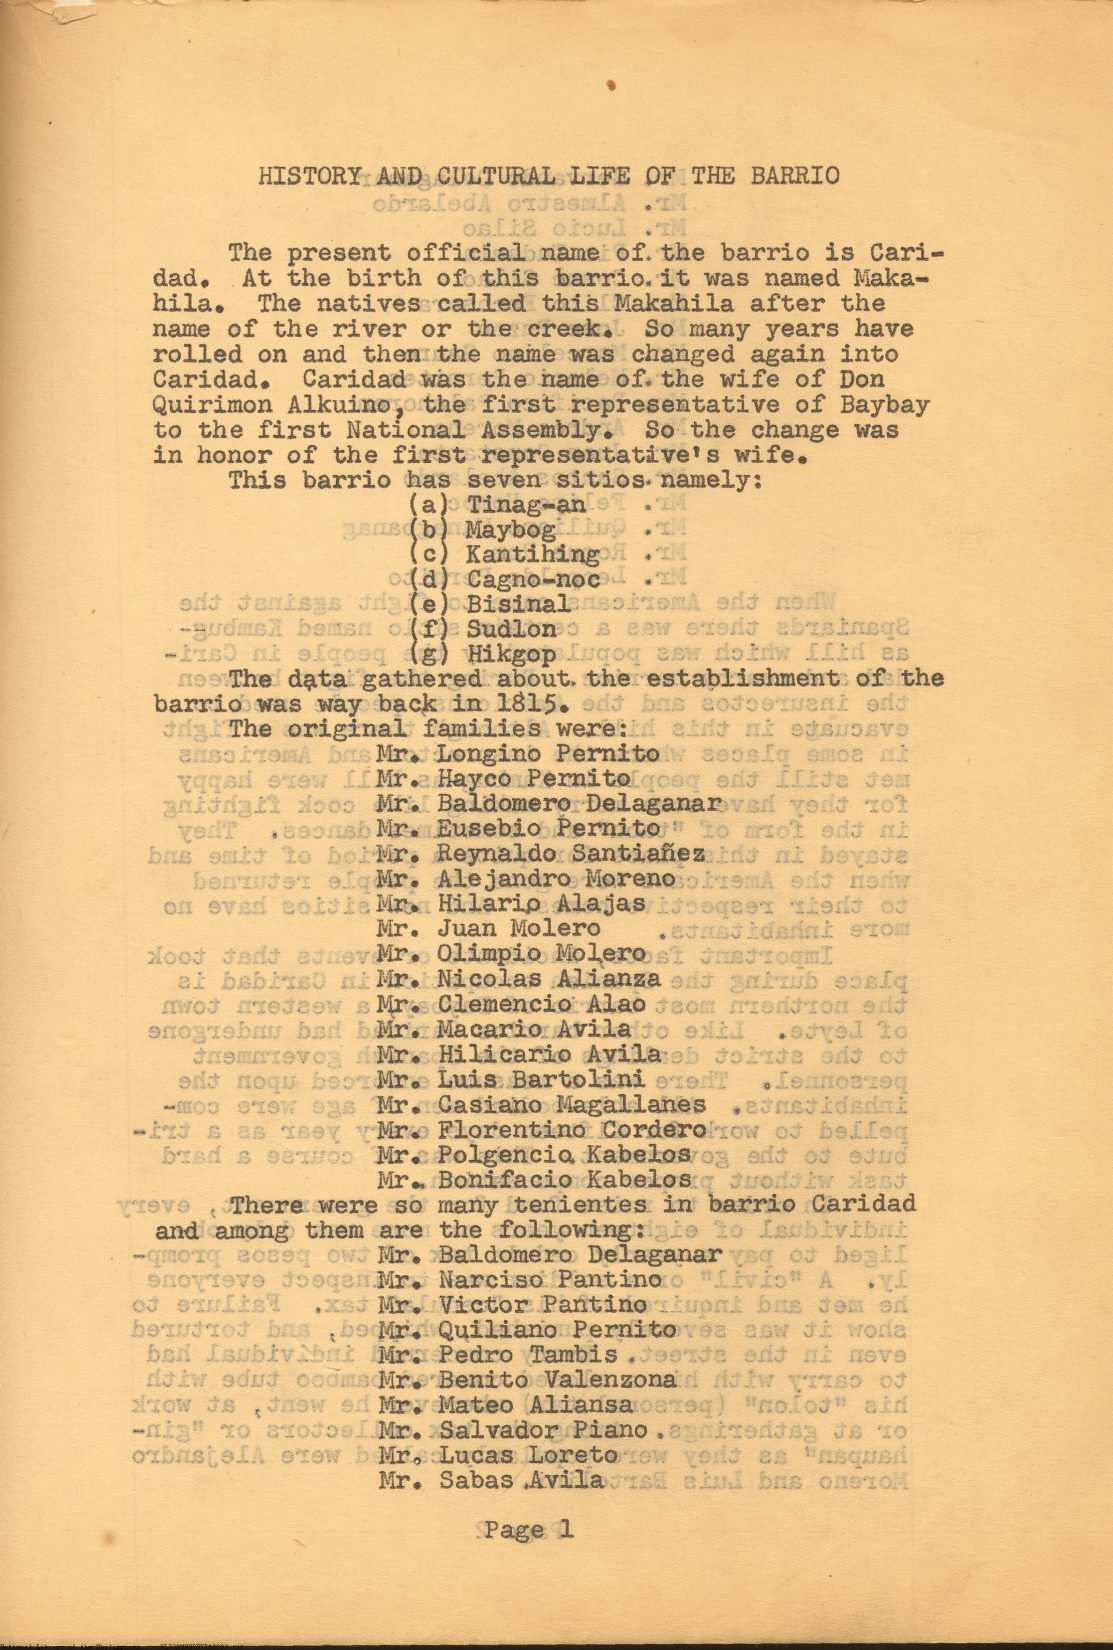 HISTORY AND CULTURAL LIFE OF THE BARRIO
The present official name of the barrio is Cari-
dad. At the birth of this barrio it was named Maka-
hila. The natives called this Makahila after the
name of the river or the creek. So many years have
rolled on and then the name was changed again into
Caridad. Caridad was the name of the wife of Don
Quirimon Alkuino, the first representative of Baybay
to the first National Assembly. So the change was
in honor of the first representative's wife.
This barrio has seven sitios namely:
(a) Tinag-an
(b) Maybog
(c) Kantihing
(d) Cagno-noc
(e) Bisinal
(f) Sudlon
(g) Hikgop
The data gathered about the establishment of the
barrio was way back in 1815.
The original families were:
Mr. Longino Pernito
Mr. Hayco Pernito
Mr. Baldomero Delaganar
Mr. Eusebio Pernito
Mr. Reynaldo Santiañez
Mr. Alejandro Moreno
Mr. Hilario Alajas
Mr. Juan Molero
Mr. Olimpio Molero
Mr. Nicolas Alianza
Mr. Clemencio Alao
Mr. Macario Avila
Mr. Hilicario Avila
Mr. Luis Bartolini
Mr. Casiano Magallanes
Mr. Florentino Cordero
Mr. Polgencio Kabelos
Mr. Bonifacio Kabelos
There were so many tenientes in barrio Caridad
and among them are the following:
Mr. Baldomero Delaganar
Mr. Narciso Pantino
Mr. Victor Pantino
Mr. Quiliano Pernito
Mr. Pedro Tambis
Mr. Benito Valenzona
Mr. Mateo Aliansa
Mr. Salvador Piano
Mr. Lucas Loreto
Mr. Sabas Avila
Page 1